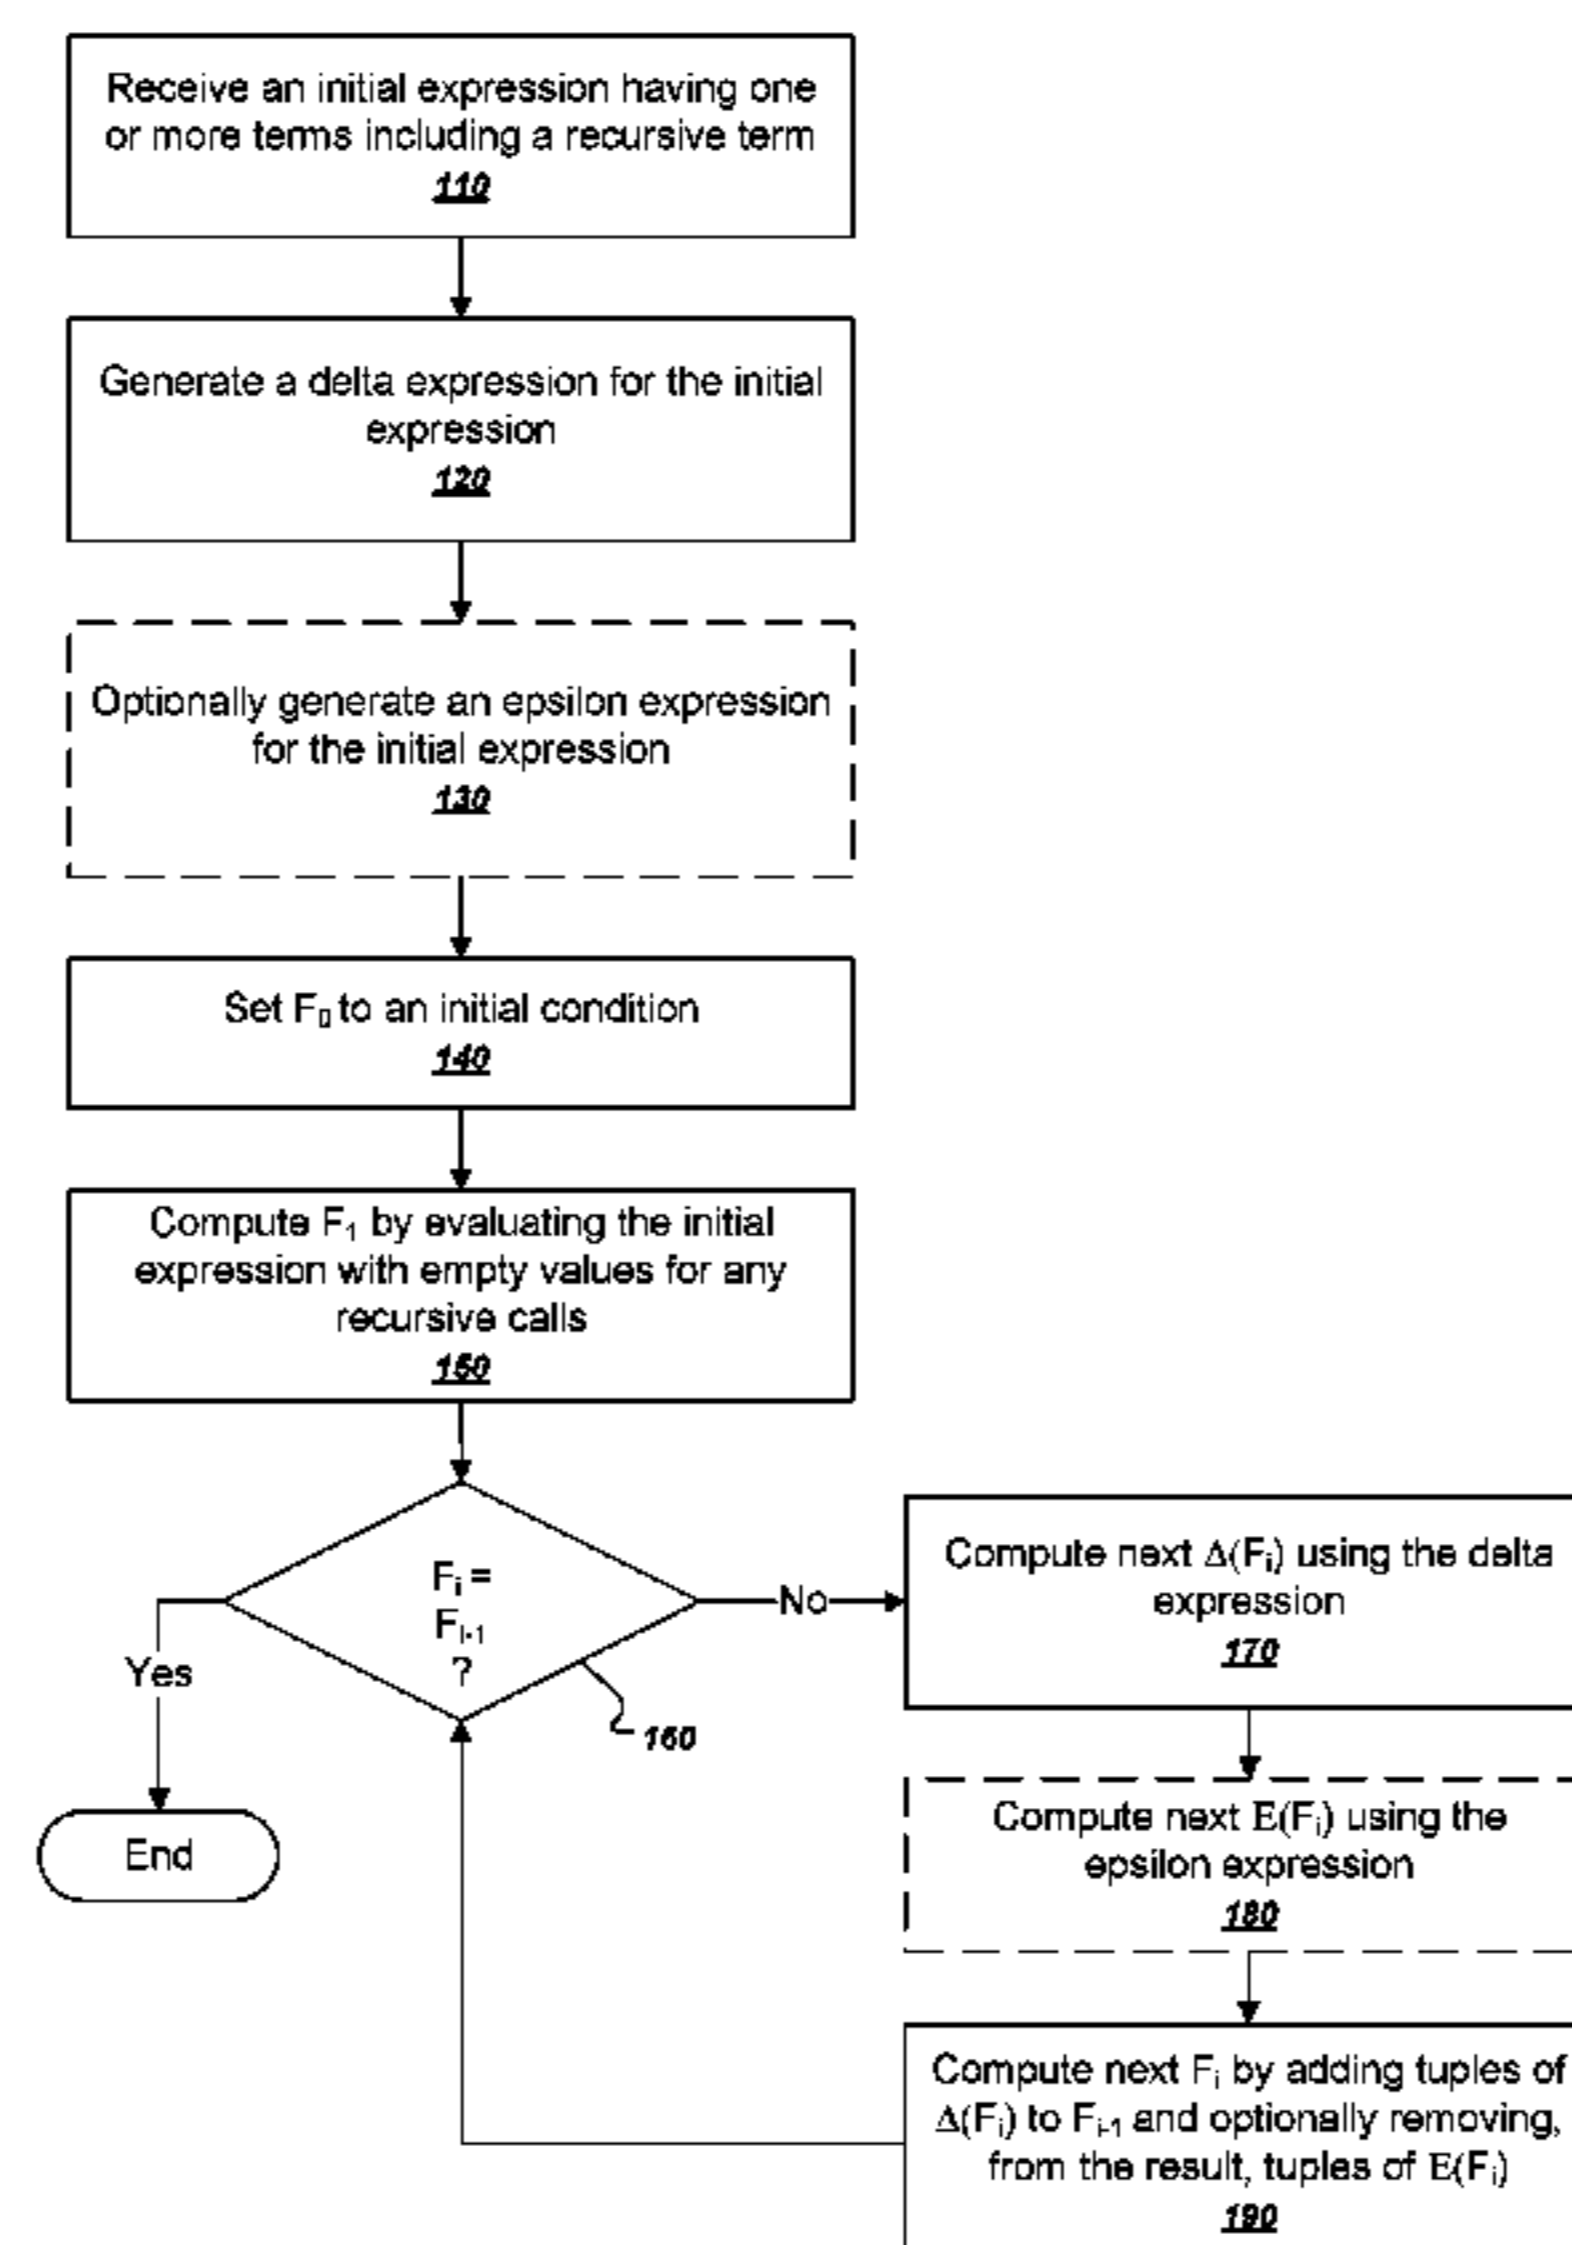 Receive an initial expression having one
or more terms including a recursive term
110
Generate a delta expression for the initial
expression
120
Optionally generate an epsilon expression
for the initial expression
130
Set F₀ to an initial condition
140
Compute F₁ by evaluating the initial
expression with empty values for any
recursive calls
150
Fᵢ =
Fᵢ₋₁
?
160
Yes
No
End
Compute next Δ(Fᵢ) using the delta
expression
170
Compute next E(Fᵢ) using the
epsilon expression
180
Compute next Fᵢ by adding tuples of
Δ(Fᵢ) to Fᵢ₋₁ and optionally removing,
from the result, tuples of E(Fᵢ)
190